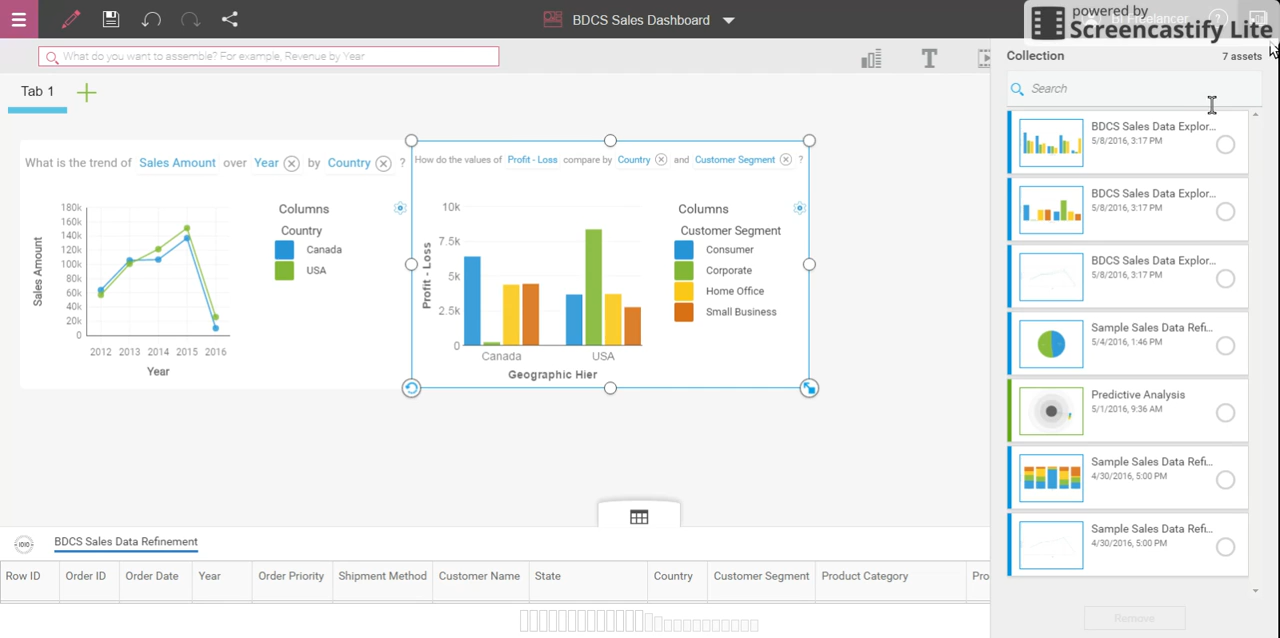 BDCS Sales Dashboard
powered by
Screencastify Lite
What do you want to assemble? For example, Revenue by Year
Collection 7 assets
Search
Tab 1
What is the trend of Sales Amount over Year by Country ?
Columns
Country
Canada
USA
Sales Amount
180k
160k
140k
120k
100k
80k
60k
40k
20k
0
2012 2013 2014 2015 2016
Year
How do the values of Profit - Loss compare by Country and Customer Segment ?
Columns
Customer Segment
Consumer
Corporate
Home Office
Small Business
Profit - Loss
10k
7.5k
5k
2.5k
0
Canada USA
Geographic Hier
BDCS Sales Data Explor...
5/8/2016, 3:17 PM
BDCS Sales Data Explor...
5/8/2016, 3:17 PM
BDCS Sales Data Explor...
5/8/2016, 3:17 PM
Sample Sales Data Refi...
5/4/2016, 1:46 PM
Predictive Analysis
5/1/2016, 9:36 AM
Sample Sales Data Refi...
4/30/2016, 5:00 PM
Sample Sales Data Refi...
4/30/2016, 5:00 PM
Remove
BDCS Sales Data Refinement
Row ID Order ID Order Date Year Order Priority Shipment Method Customer Name State Country Customer Segment Product Category Pro